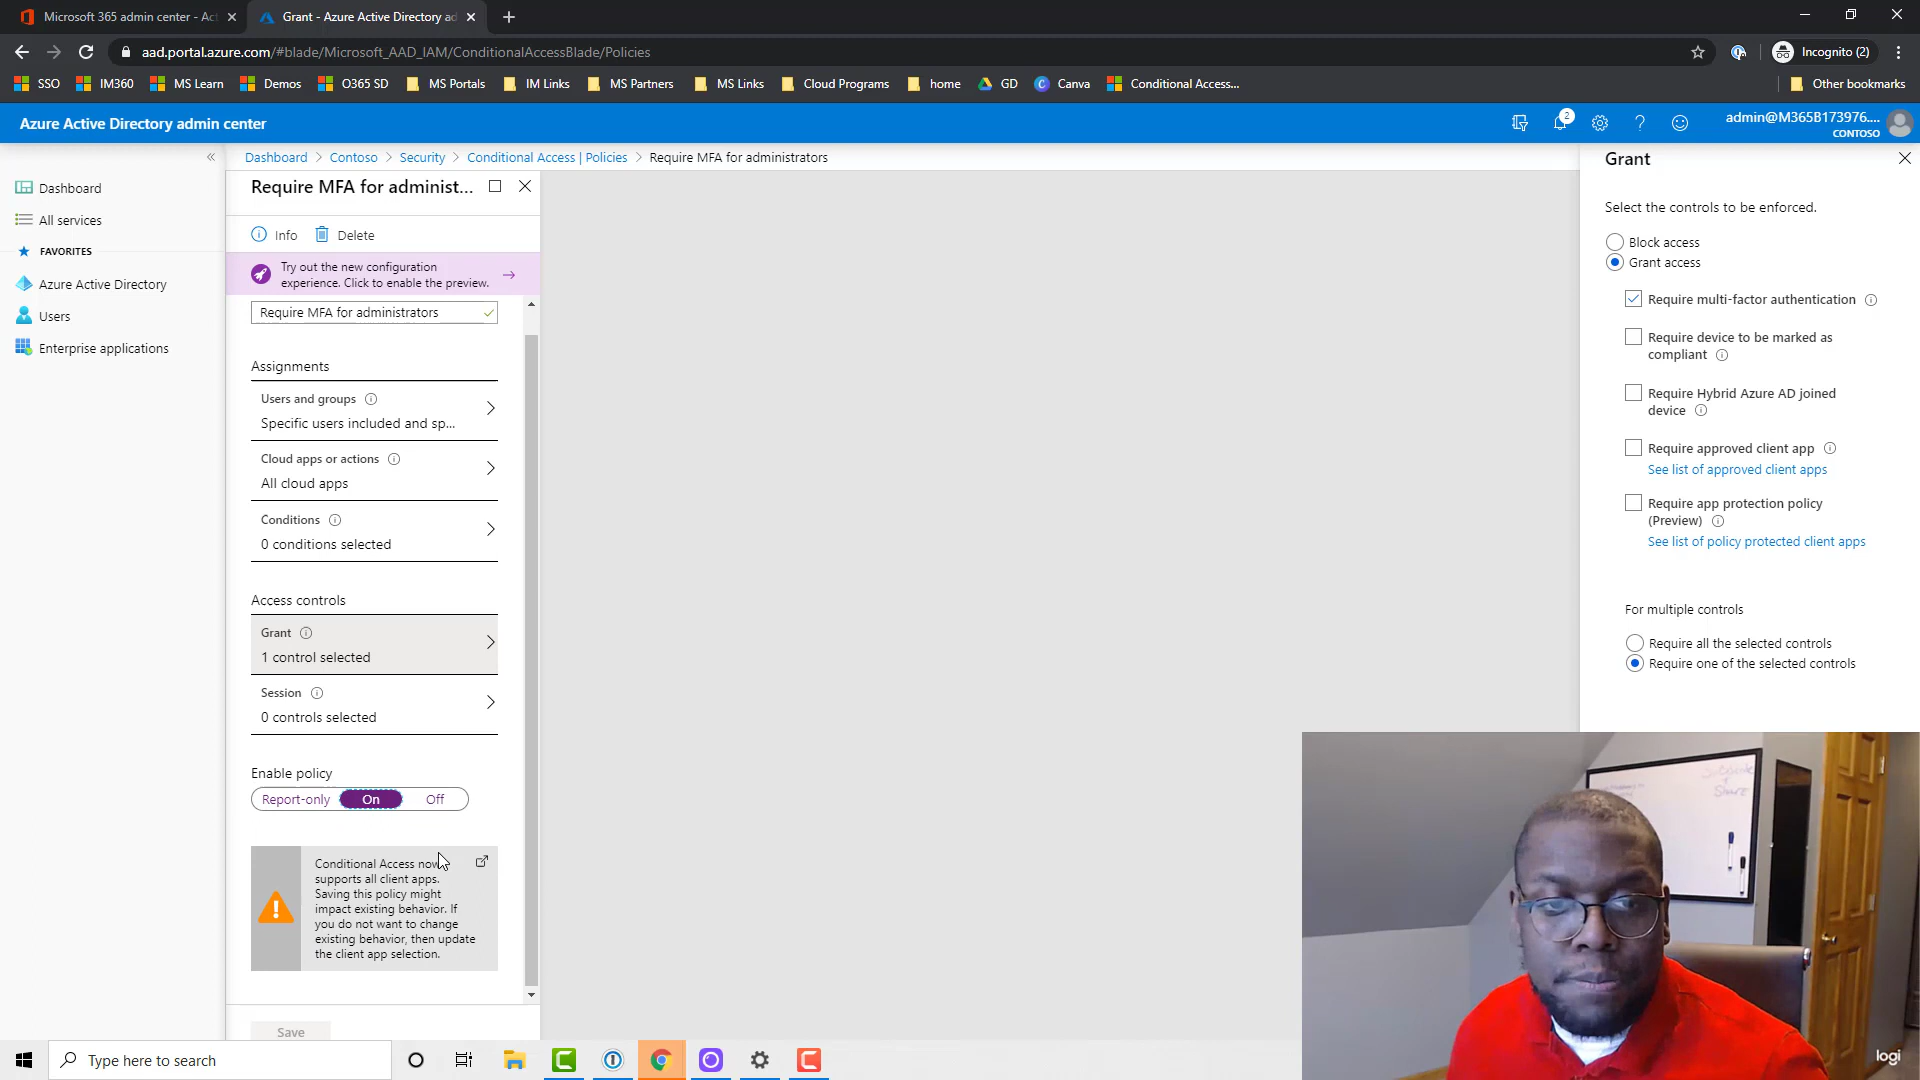 Microsoft 365 admin center - Act
Grant - Azure Active Directory ad
aad.portal.azure.com/#blade/Microsoft_AAD_IAM/ConditionalAccessBlade/Policies
Incognito (2)
SSO
IM360
MS Learn
Demos
O365 SD
MS Portals
IM Links
MS Partners
MS Links
Cloud Programs
home
GD
Canva
Conditional Access...
Other bookmarks
Azure Active Directory admin center
2
admin@M365B173976....
CONTOSO
Dashboard
All services
FAVORITES
Azure Active Directory
Users
Enterprise applications
Dashboard > Contoso > Security > Conditional Access | Policies > Require MFA for administrators
Require MFA for administ...
Info
Delete
Try out the new configuration
experience. Click to enable the preview.
Require MFA for administrators
Assignments
Users and groups
Specific users included and sp...
Cloud apps or actions
All cloud apps
Conditions
0 conditions selected
Access controls
Grant
1 control selected
Session
0 controls selected
Enable policy
Report-only
On
Off
Conditional Access now
supports all client apps.
Saving this policy might
impact existing behavior. If
you do not want to change
existing behavior, then update
the client app selection.
Save
Grant
Select the controls to be enforced.
Block access
Grant access
Require multi-factor authentication
Require device to be marked as
compliant
Require Hybrid Azure AD joined
device
Require approved client app
See list of approved client apps
Require app protection policy
(Preview)
See list of policy protected client apps
For multiple controls
Require all the selected controls
Require one of the selected controls
logi
Type here to search